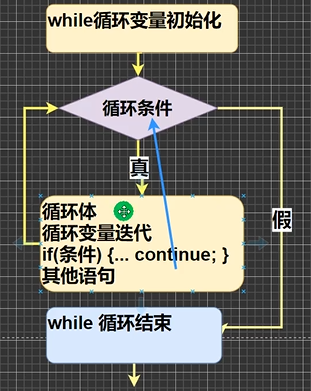 while循环变量初始化
循环条件
真
假
循环体
循环变量迭代
if(条件) {... continue; }
其他语句
while 循环结束